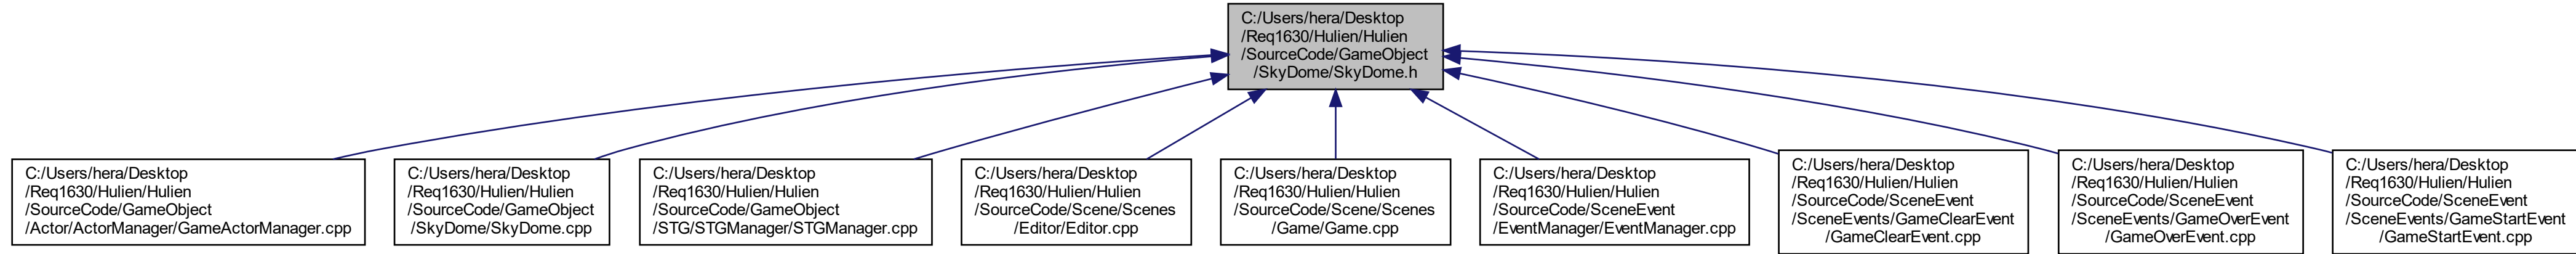 C:/Users/hera/Desktop
/Req1630/Hulien/Hulien
/SourceCode/GameObject
/SkyDome/SkyDome.h
C:/Users/hera/Desktop
/Req1630/Hulien/Hulien
/SourceCode/GameObject
/Actor/ActorManager/GameActorManager.cpp
C:/Users/hera/Desktop
/Req1630/Hulien/Hulien
/SourceCode/GameObject
/SkyDome/SkyDome.cpp
C:/Users/hera/Desktop
/Req1630/Hulien/Hulien
/SourceCode/GameObject
/STG/STGManager/STGManager.cpp
C:/Users/hera/Desktop
/Req1630/Hulien/Hulien
/SourceCode/Scene/Scenes
/Editor/Editor.cpp
C:/Users/hera/Desktop
/Req1630/Hulien/Hulien
/SourceCode/Scene/Scenes
/Game/Game.cpp
C:/Users/hera/Desktop
/Req1630/Hulien/Hulien
/SourceCode/SceneEvent
/EventManager/EventManager.cpp
C:/Users/hera/Desktop
/Req1630/Hulien/Hulien
/SourceCode/SceneEvent
/SceneEvents/GameClearEvent
/GameClearEvent.cpp
C:/Users/hera/Desktop
/Req1630/Hulien/Hulien
/SourceCode/SceneEvent
/SceneEvents/GameOverEvent
/GameOverEvent.cpp
C:/Users/hera/Desktop
/Req1630/Hulien/Hulien
/SourceCode/SceneEvent
/SceneEvents/GameStartEvent
/GameStartEvent.cpp